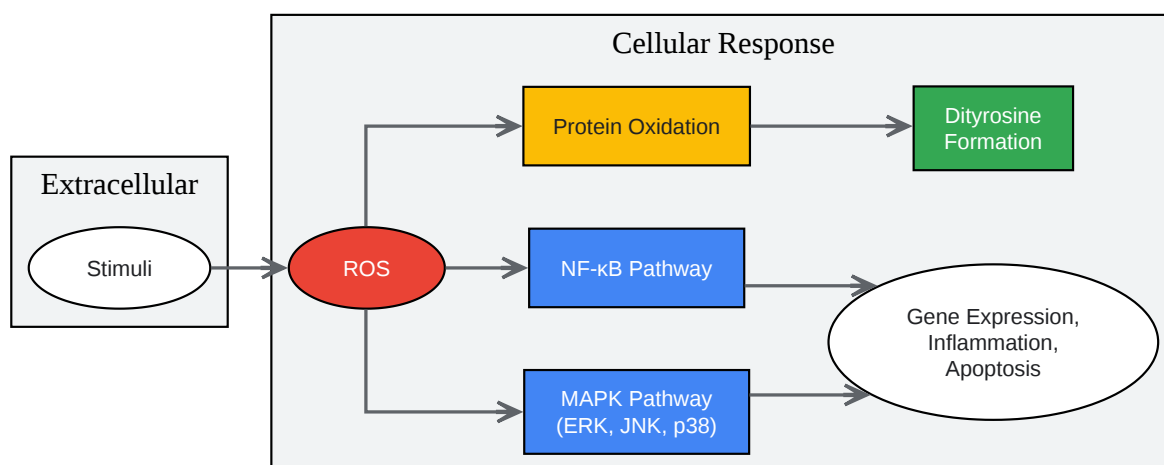 Cellular Response
Protein Oxidation
Dityrosine
Formation
Extracellular
Stimuli
ROS
NF-κB Pathway
Gene Expression,
Inflammation,
Apoptosis
MAPK Pathway
(ERK, JNK, p38)